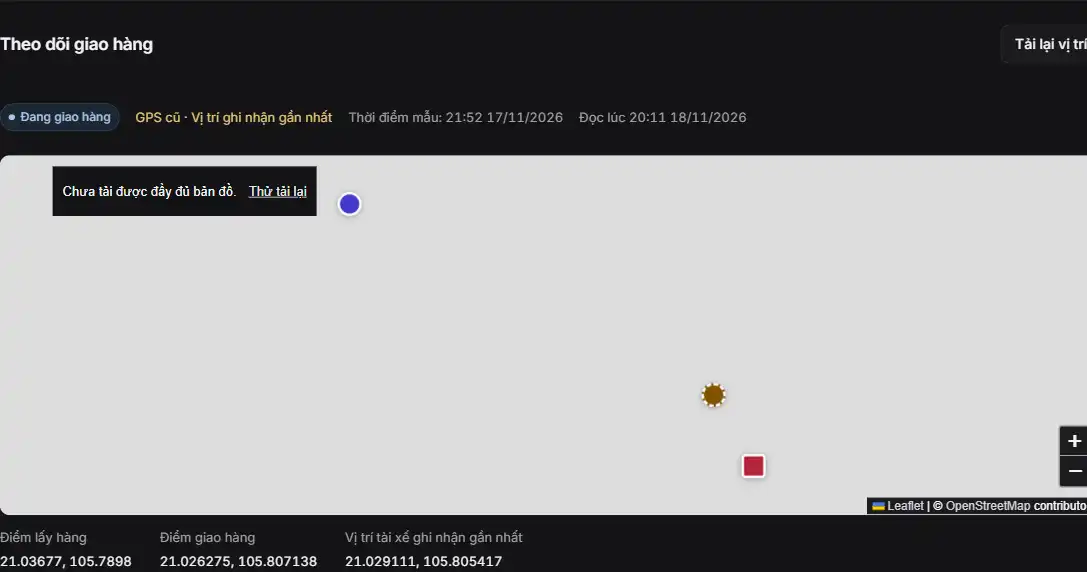 Theo dõi giao hàng
Tải lại vị trí
Đang giao hàng
GPS cũ · Vị trí ghi nhận gần nhất
Thời điểm mẫu: 21:52 17/11/2026
Đọc lúc 20:11 18/11/2026
Chưa tải được đầy đủ bản đồ. Thử tải lại
+
−
Leaflet | © OpenStreetMap contributo
Điểm lấy hàng
21.03677, 105.7898
Điểm giao hàng
21.026275, 105.807138
Vị trí tài xế ghi nhận gần nhất
21.029111, 105.805417